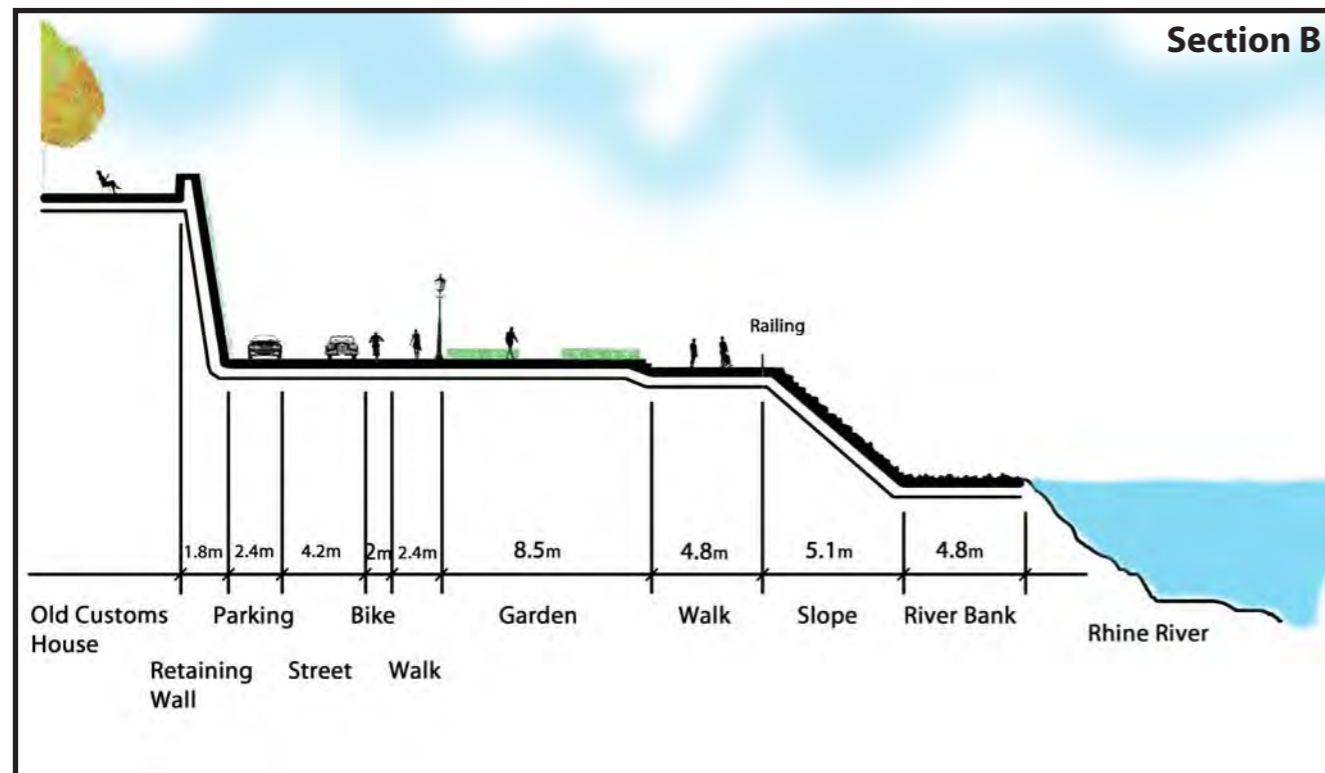 Section B
Railing
1.8m 2.4m 4.2m 2m 2.4m 8.5m 4.8m 5.1m 4.8m
Old Customs
House
Parking
Bike
Garden
Walk
Slope
River Bank
Rhine River
Retaining
Wall
Street
Walk